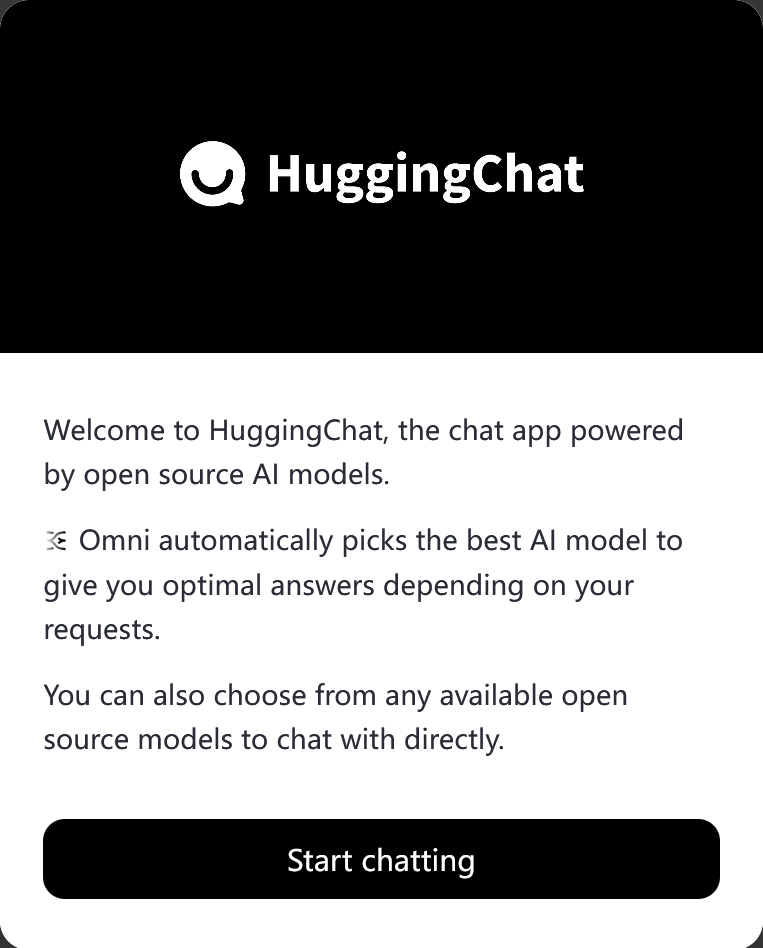 HuggingChat
Welcome to HuggingChat, the chat app powered
by open source AI models.
Omni automatically picks the best AI model to
give you optimal answers depending on your
requests.
You can also choose from any available open
source models to chat with directly.
Start chatting